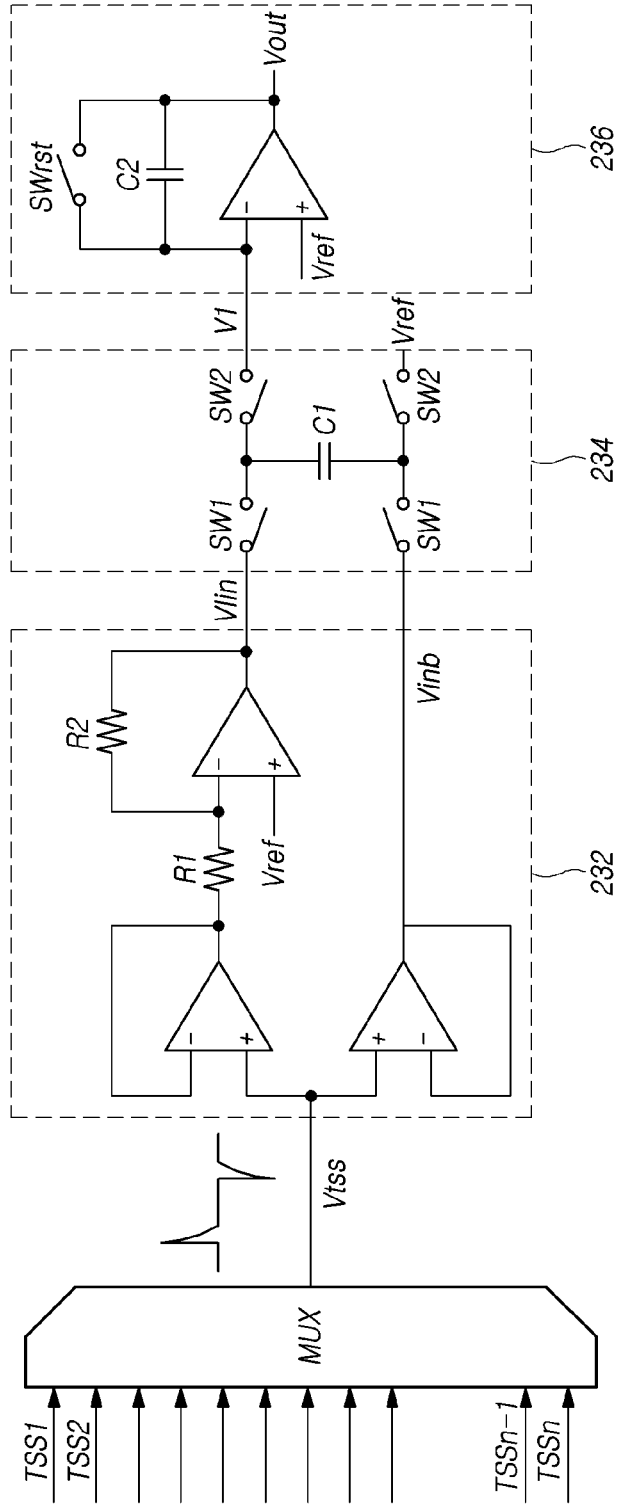 TSS1
TSS2
TSSn-1
TSSn
MUX
Vtss
-
+
+
-
R1
R2
-
+
Vref
232
VIin
Vinb
SW1
SW1
C1
SW2
SW2
234
V1
Vref
SWrst
C2
-
+
Vref
Vout
236